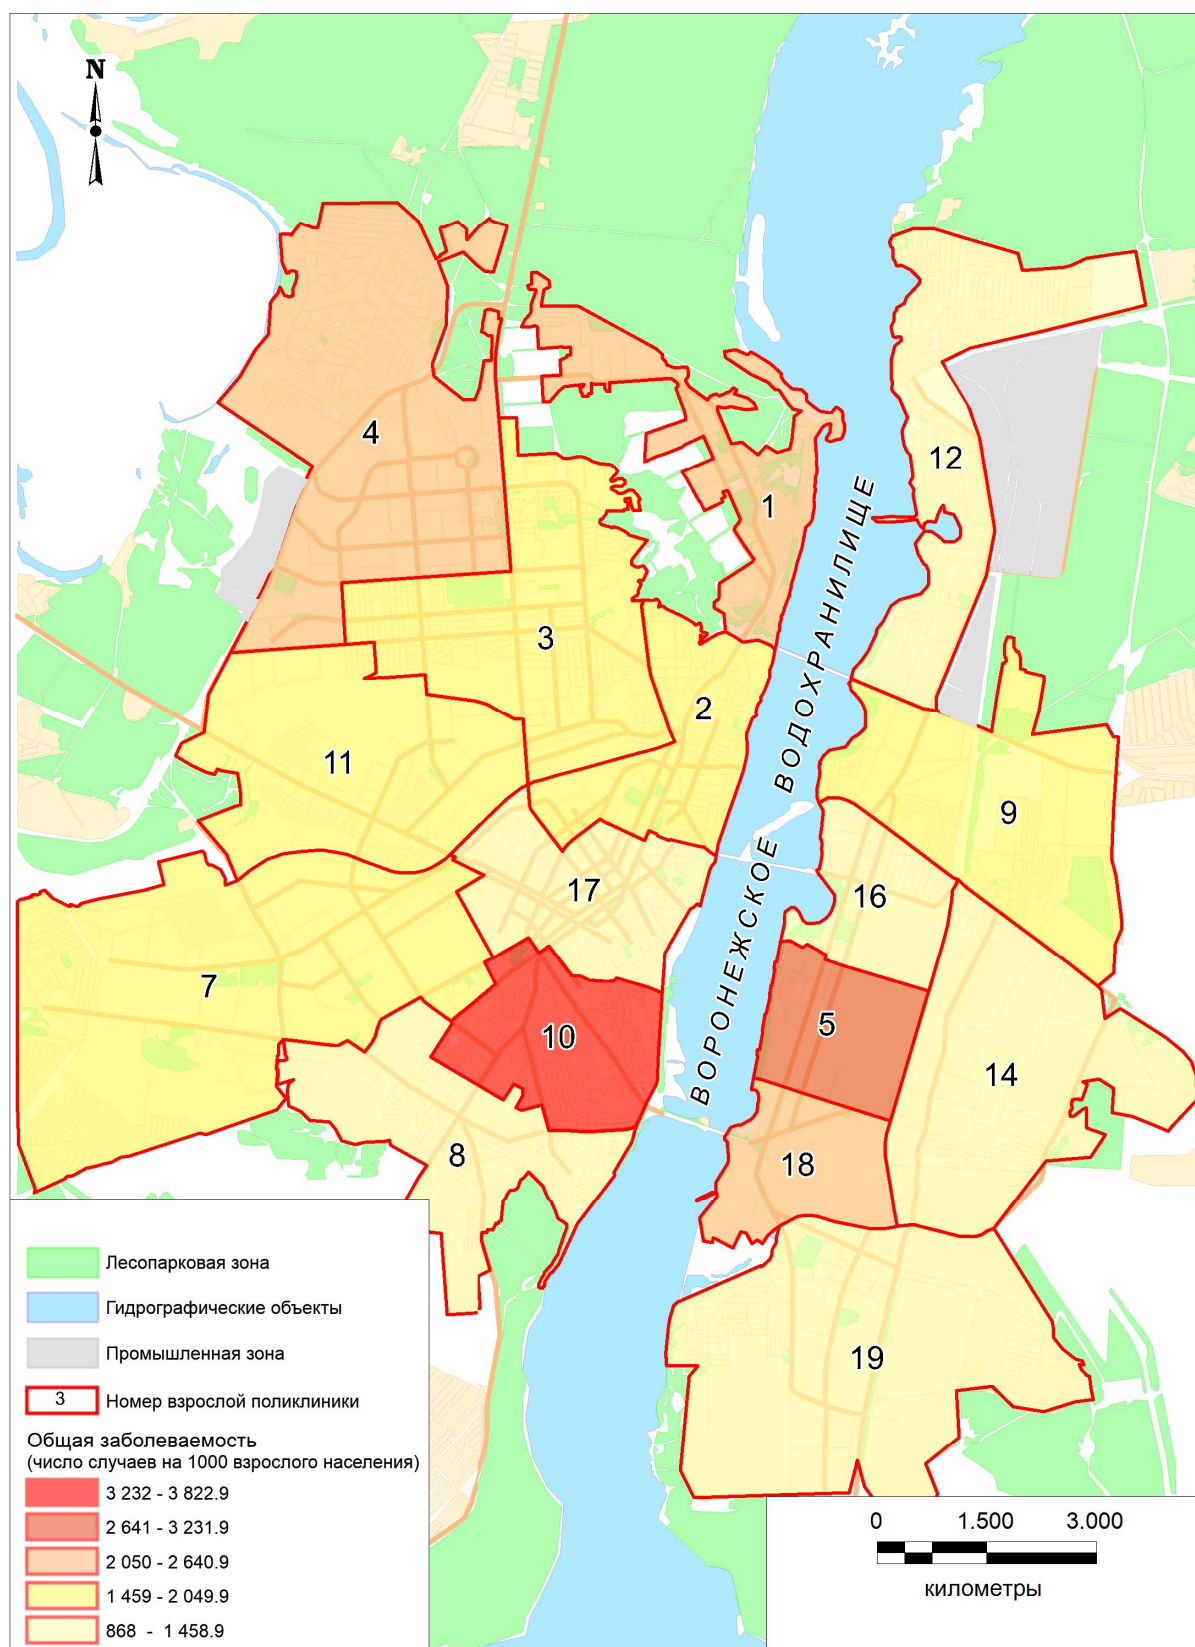 N
4
12
1
3
2
11
9
17
16
7
10
5
14
8
18
19
ВОРОНЕЖСКОЕ ВОДОХРАНИЛИЩЕ
Лесопарковая зона
Гидрографические объекты
Промышленная зона
3 Номер взрослой поликлиники
Общая заболеваемость
(число случаев на 1000 взрослого населения)
3 232 - 3 822.9
2 641 - 3 231.9
2 050 - 2 640.9
1 459 - 2 049.9
868 - 1 458.9
0 1.500 3.000
километры